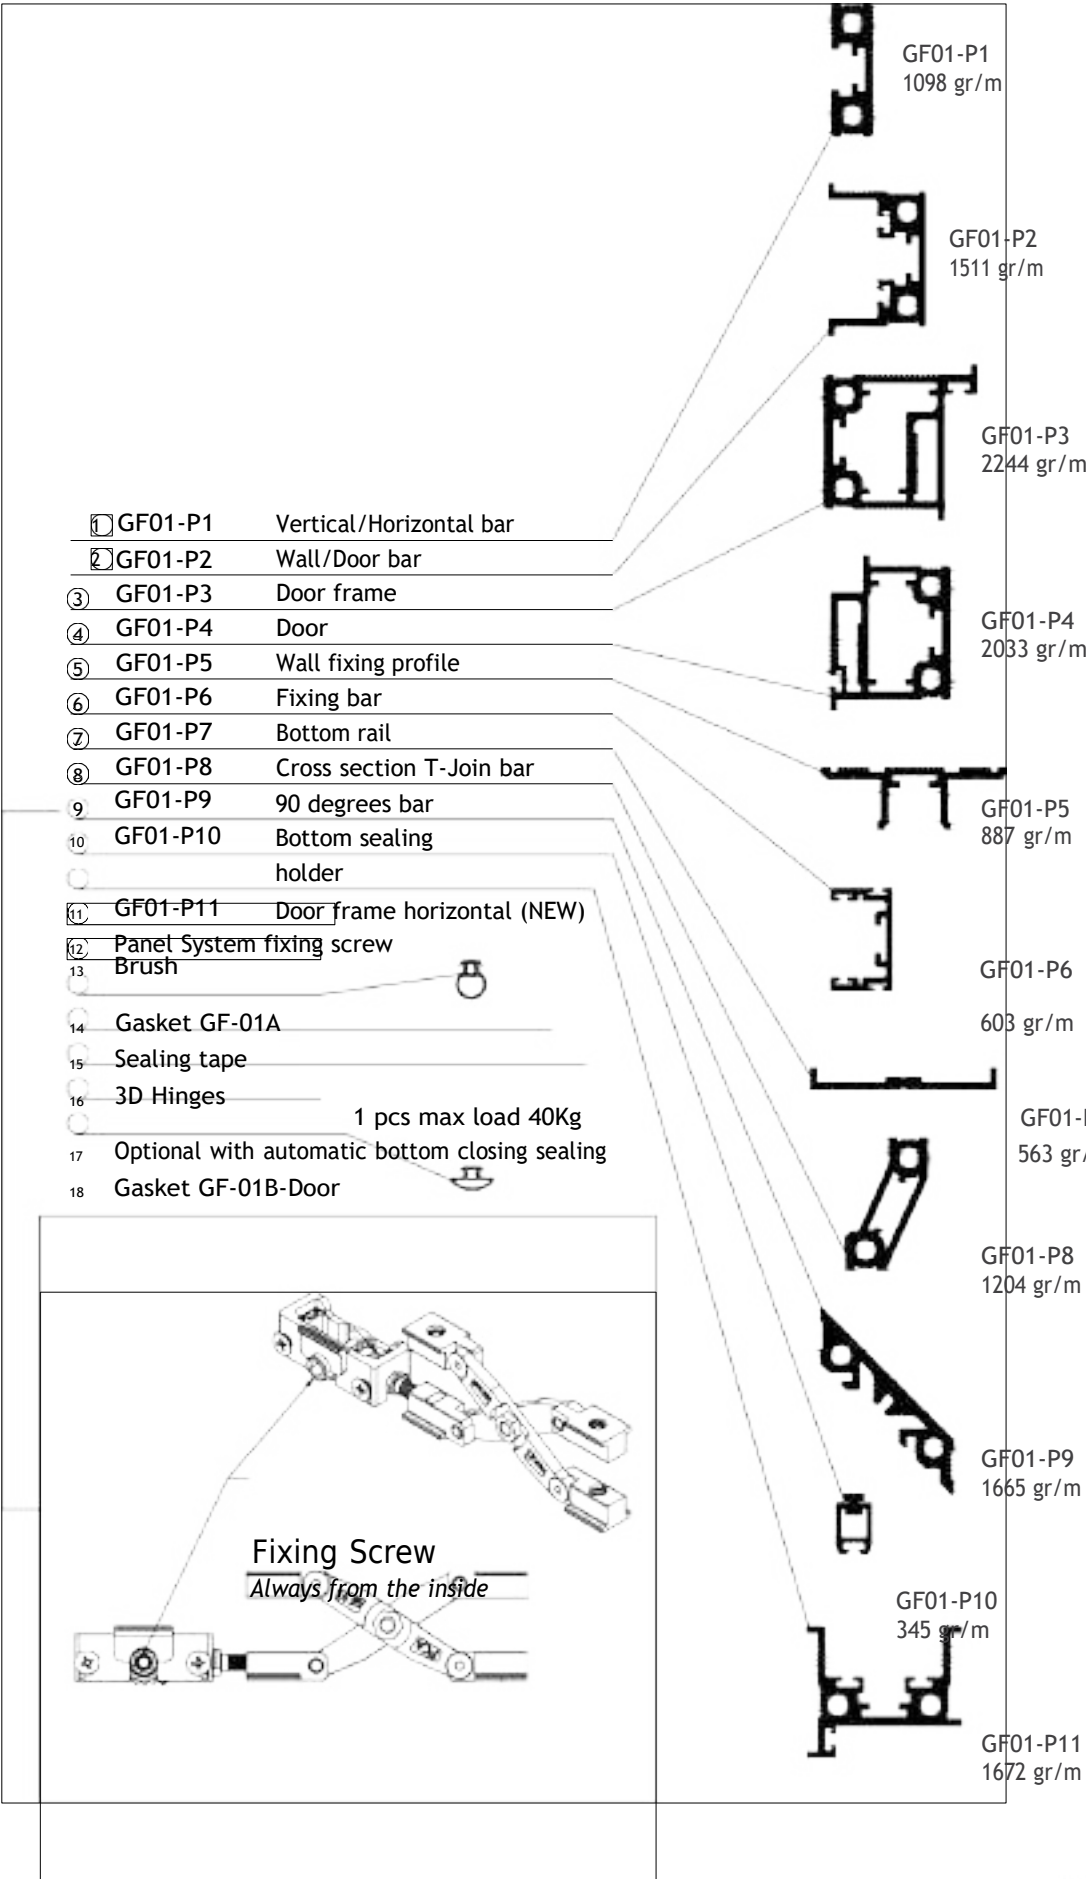 GF01-P1
1098 gr/m
GF01-P2
1511 gr/m
GF01-P3
2244 gr/m
1 GF01-P1 Vertical/Horizontal bar
2 GF01-P2 Wall/Door bar
3 GF01-P3 Door frame
4 GF01-P4 Door
5 GF01-P5 Wall fixing profile
6 GF01-P6 Fixing bar
7 GF01-P7 Bottom rail
8 GF01-P8 Cross section T-Join bar
9 GF01-P9 90 degrees bar
10 GF01-P10 Bottom sealing
holder
11 GF01-P11 Door frame horizontal (NEW)
12 Panel System fixing screw
13 Brush
14 Gasket GF-01A
15 Sealing tape
16 3D Hinges
1 pcs max load 40Kg
17 Optional with automatic bottom closing sealing
18 Gasket GF-01B-Door
GF01-P4
2033 gr/m
GF01-P5
887 gr/m
GF01-P6
603 gr/m
GF01-
563 gr/
GF01-P8
1204 gr/m
GF01-P9
1665 gr/m
Fixing Screw
Always from the inside
GF01-P10
345 gr/m
GF01-P11
1672 gr/m